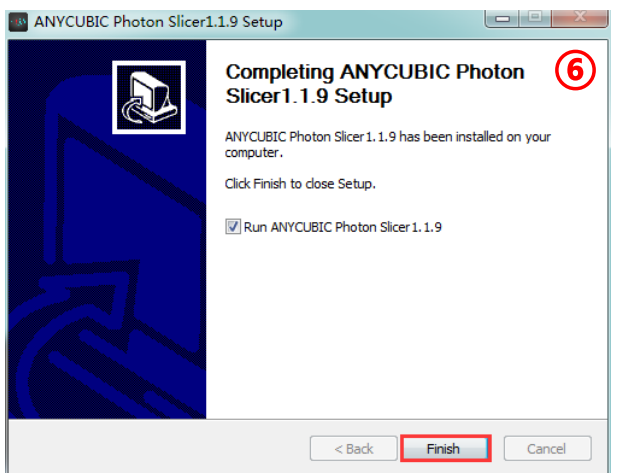 ANYCUBIC Photon Slicer1.1.9 Setup
Completing ANYCUBIC Photon
Slicer1.1.9 Setup
⑥
ANYCUBIC Photon Slicer1.1.9 has been installed on your
computer.
Click Finish to close Setup.
Run ANYCUBIC Photon Slicer1.1.9
< Back Finish Cancel